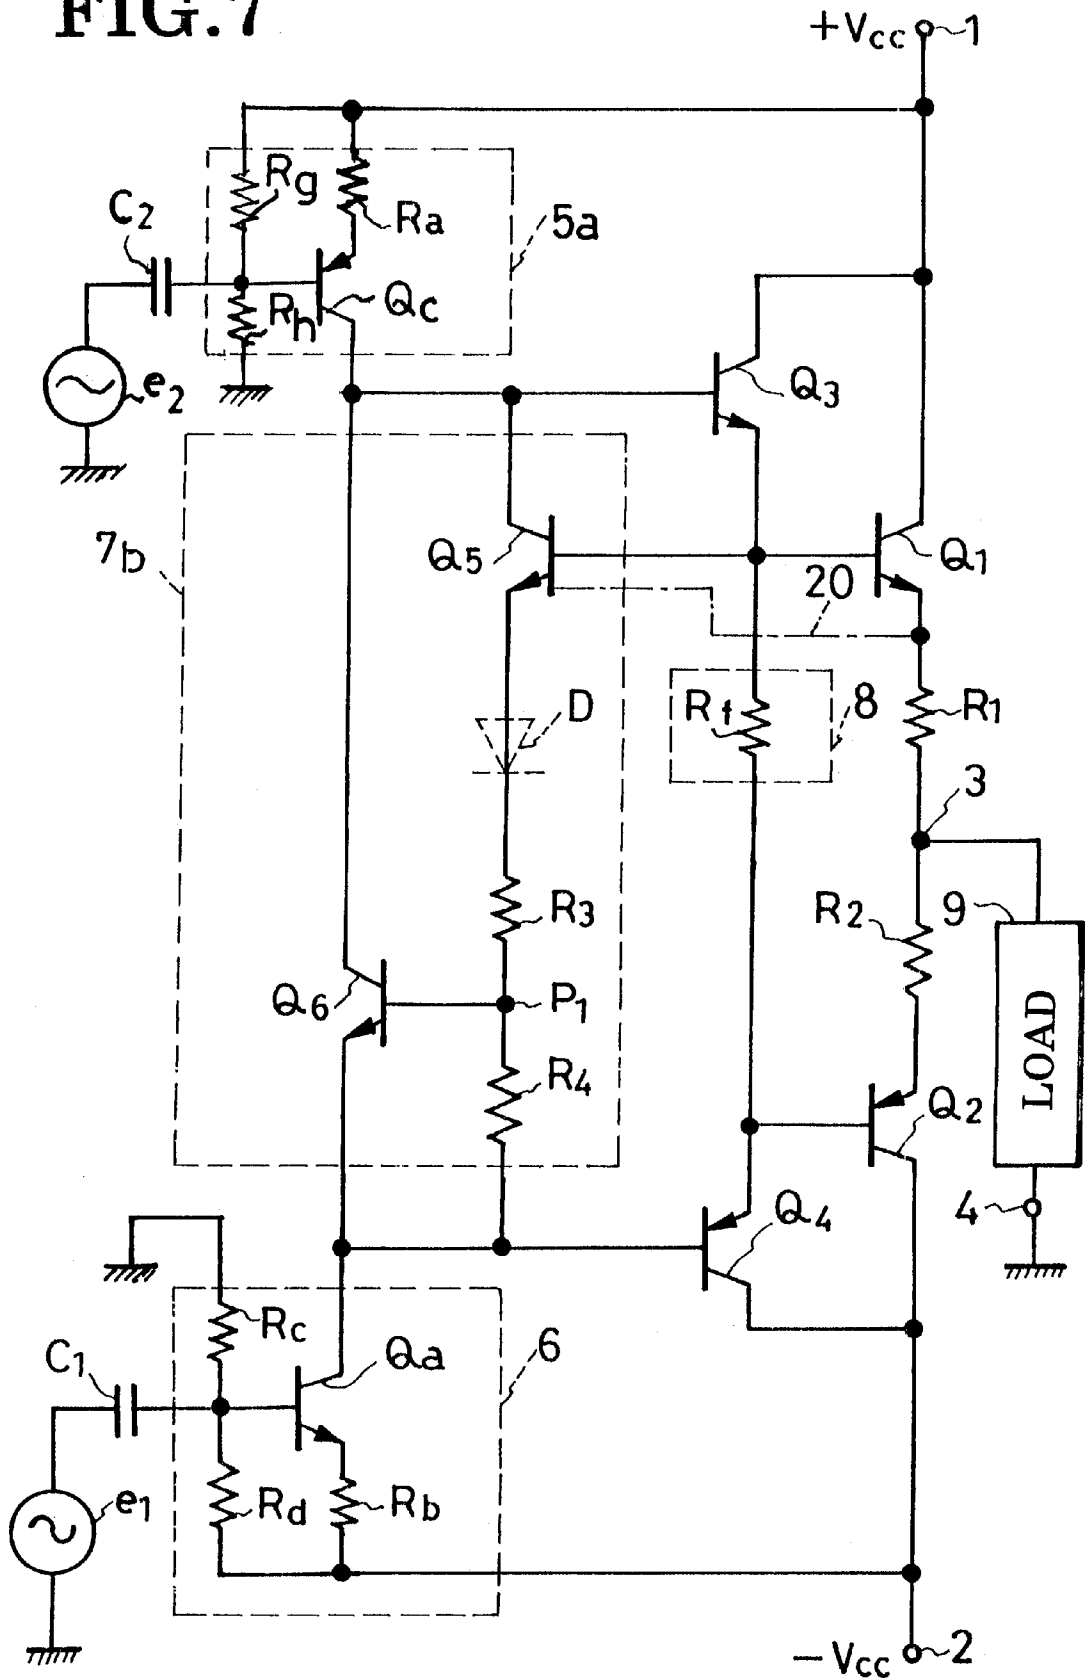 FIG.7
+Vcc 1
Rg
Ra
C2
5a
Qc
Rh
e2
Q3
7b
Q5
Q1
20
Rf
8
D
R1
3
R3
R2
9
Q6
P1
LOAD
R4
Q2
Q4
4
Rc
Qa
6
C1
e1
Rd
Rb
-Vcc 2